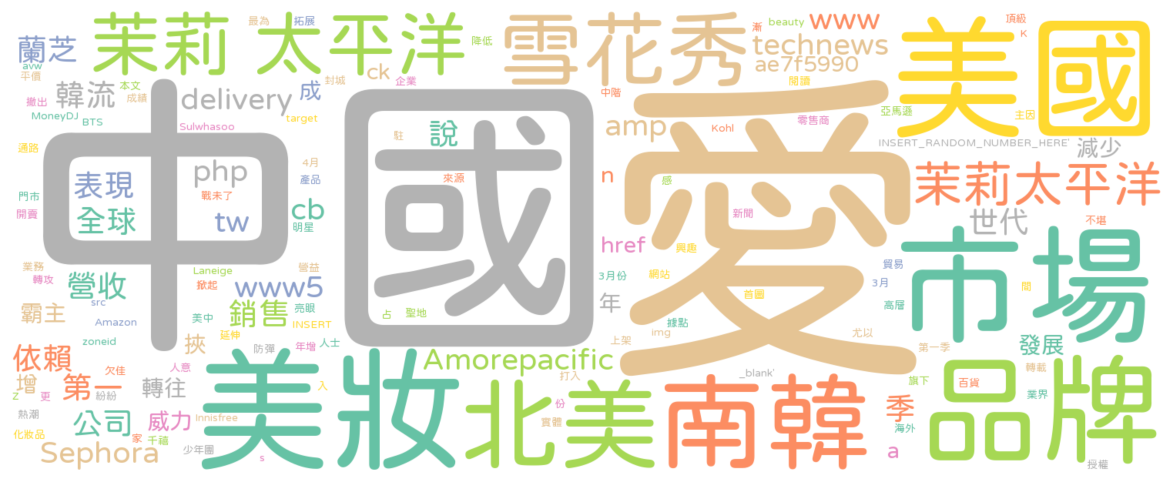 茉莉 太平洋
雪花秀
www
美國
蘭芝
韓流
delivery
成
ck
technews
ae7f5990
amp
中國
愛
php
表現
全球
tw
cb
說
n
href
年
減少
茉莉太平洋
世代
市場
營收
www5
銷售
霸主
挾
依賴
增
第一
轉往
公司
威力
Sephora
Amorepacific
美妝
北美
南韓
季
a
品牌
發展
最為
拓展
漸
beauty
頂級
K
降低
avw
平價
撤出
本文
成績
封城
企業
中階
開讀
亞馬遜
零售商
主因
MoneyDJ
BTS
Sulwhasoo
target
駐
Kohl
INSERT_RANDOM_NUMBER_HERE'
通路
4月
產品
戰未了
來源
感
門市
開賣
明星
新聞
不堪
業務
轉攻
Laneige
掀起
營益
興趣
3月份
網站
貿易
3月
關
src
亮眼
首圖
高層
Amazon
美中
延伸
INSERT
占
聖地
據點
尤以
zoneid
防彈
年增
人士
上架
img
第一季
欠佳
人意
打入
_blank'
旗下
百貨
轉載
業界
z
更
紛紛
入
份
熱潮
Innisfree
實體
海外
化妝品
家
千禧
少年團
s
授權